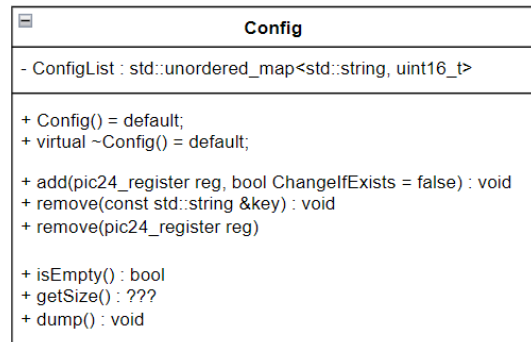 Config
- ConfigList : std::unordered_map<std::string, uint16_t>
+ Config() = default;
+ virtual ~Config() = default;
+ add(pic24_register reg, bool ChangeIfExists = false) : void
+ remove(const std::string &key) : void
+ remove(pic24_register reg)
+ isEmpty() : bool
+ getSize() : ???
+ dump() : void